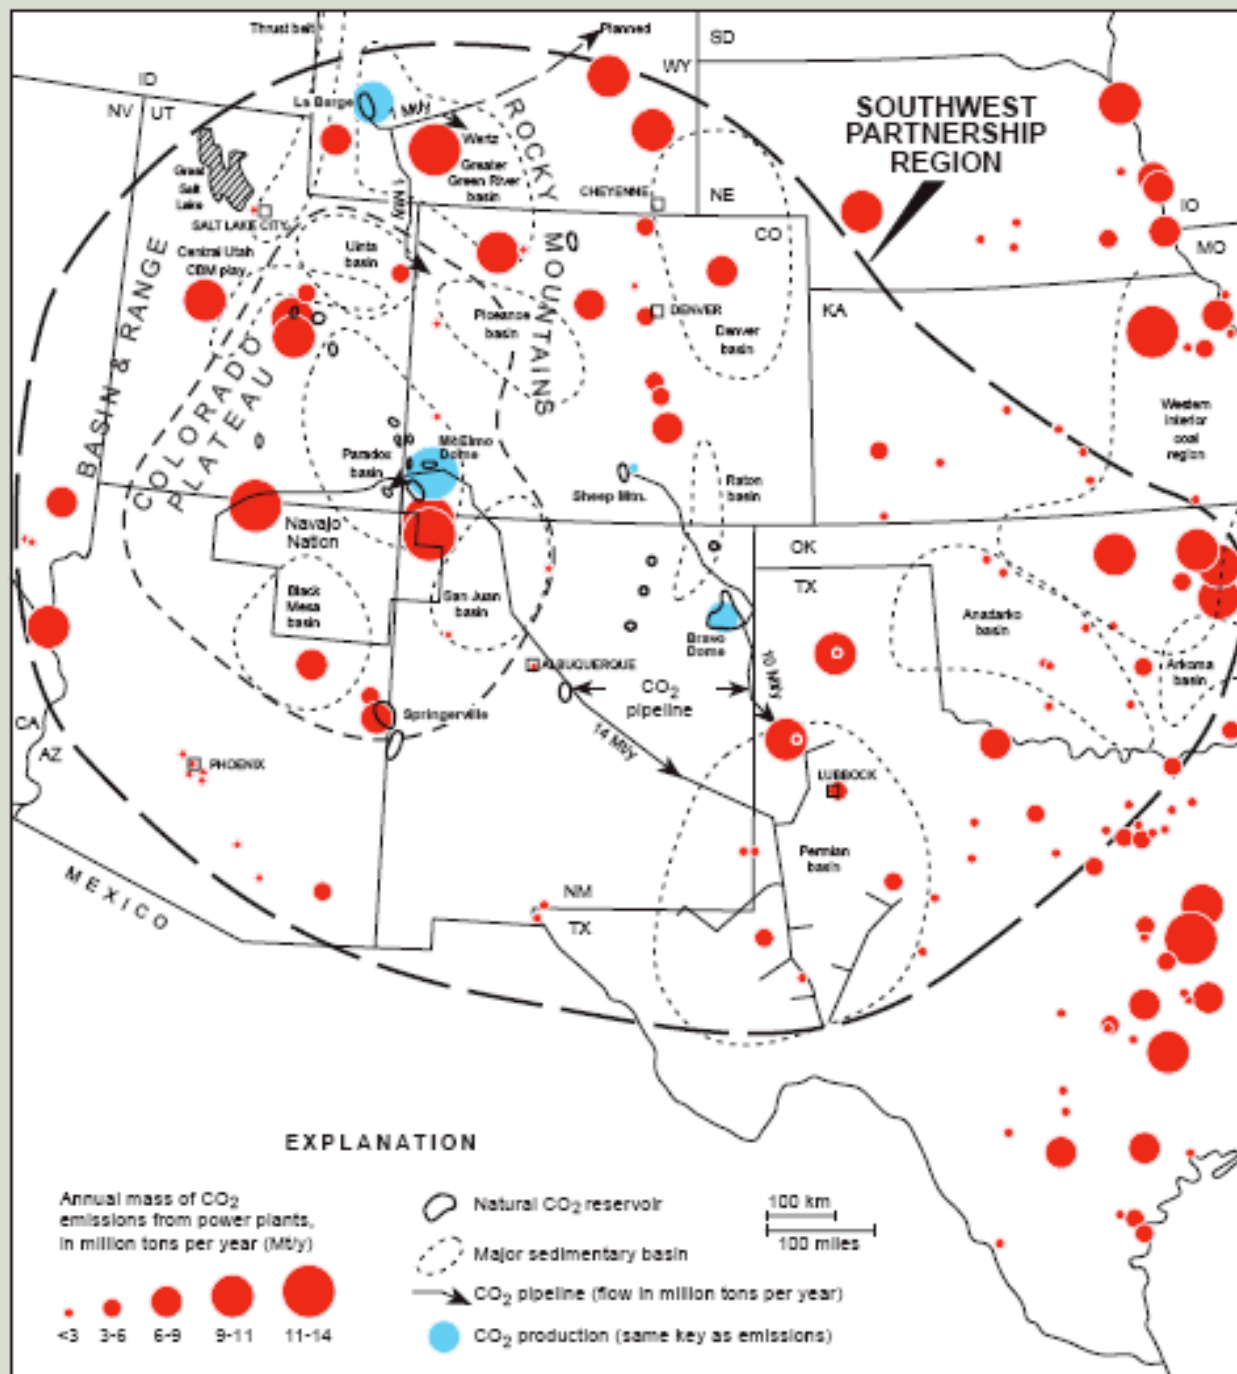 Thrust belt
Planned
SD
WY
ID
NV
UT
La Barge
1 Mt/y
ROCKY
MOUNTAINS
SOUTHWEST
PARTNERSHIP
REGION
Wertz
Greater
Green River
basin
Great
Salt
Lake
1 Mt/y
CHEYENNE
NE
IO
MO
SALT LAKE CITY
CO
Central Utah
CBM play
Uinta
basin
BASIN & RANGE
Piceance
basin
DENVER
Denver
basin
KA
COLORADO
PLATEAU
Western
interior
coal
region
Paradox
basin
McElmo
Dome
Sheep Mtn.
Raton
basin
Navajo
Nation
OK
TX
Black
Mesa
basin
San Juan
basin
Anadarko
basin
Bravo
Dome
Arkoma
basin
ALBUQUERQUE
CO2
pipeline
10 Mt/y
CA
AZ
Springerville
14 Mt/y
PHOENIX
LUBBOCK
Permian
basin
MEXICO
NM
TX
EXPLANATION
Annual mass of CO2
emissions from power plants,
in million tons per year (Mt/y)
<3 3-6 6-9 9-11 11-14
Natural CO2 reservoir
Major sedimentary basin
CO2 pipeline (flow in million tons per year)
CO2 production (same key as emissions)
100 km
100 miles